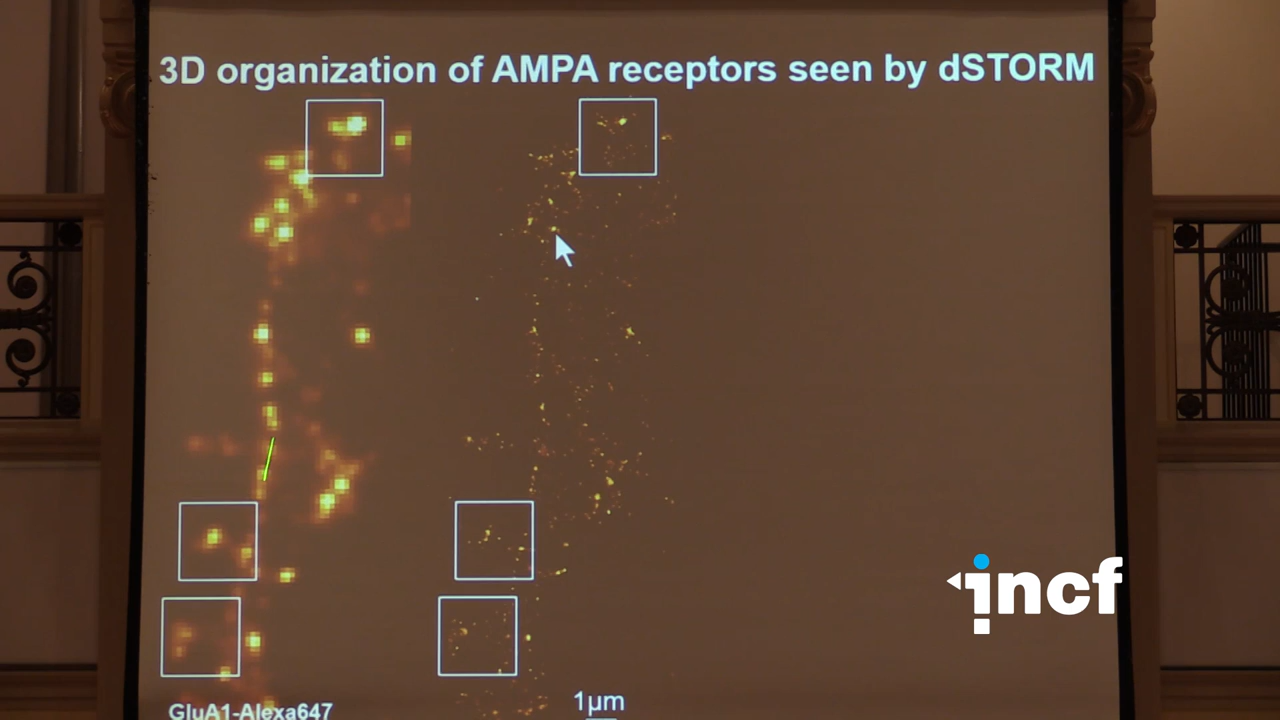 3D organization of AMPA receptors seen by dSTORM
incf
GluA1-Alexa647
1µm